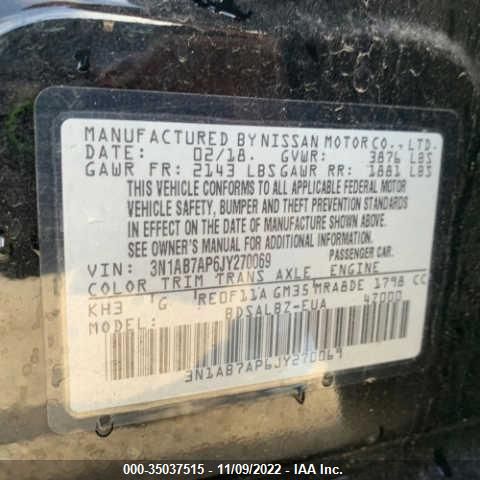 MANUFACTURED BY NISSAN MOTOR CO., LTD.
DATE: 02/18. GVWR: 3876 LBS
GAWR FR: 2143 LBS GAWR RR: 1881 LBS
THIS VEHICLE CONFORMS TO ALL APPLICABLE FEDERAL MOTOR
VEHICLE SAFETY, BUMPER AND THEFT PREVENTION STANDARDS
IN EFFECT ON THE DATE OF MANUFACTURE SHOWN ABOVE.
SEE OWNER'S MANUAL FOR ADDITIONAL INFORMATION.
VIN: 3N1AB7AP6JY270069 PASSENGER CAR.
COLOR TRIM TRANS AXLE ENGINE
KH3 G RE0F11A GM35 MRA8DE 1798 CC
MODEL: BDSALBZ-EUA 47000
3N1AB7AP6JY270069
000-35037515 - 11/09/2022 - IAA Inc.